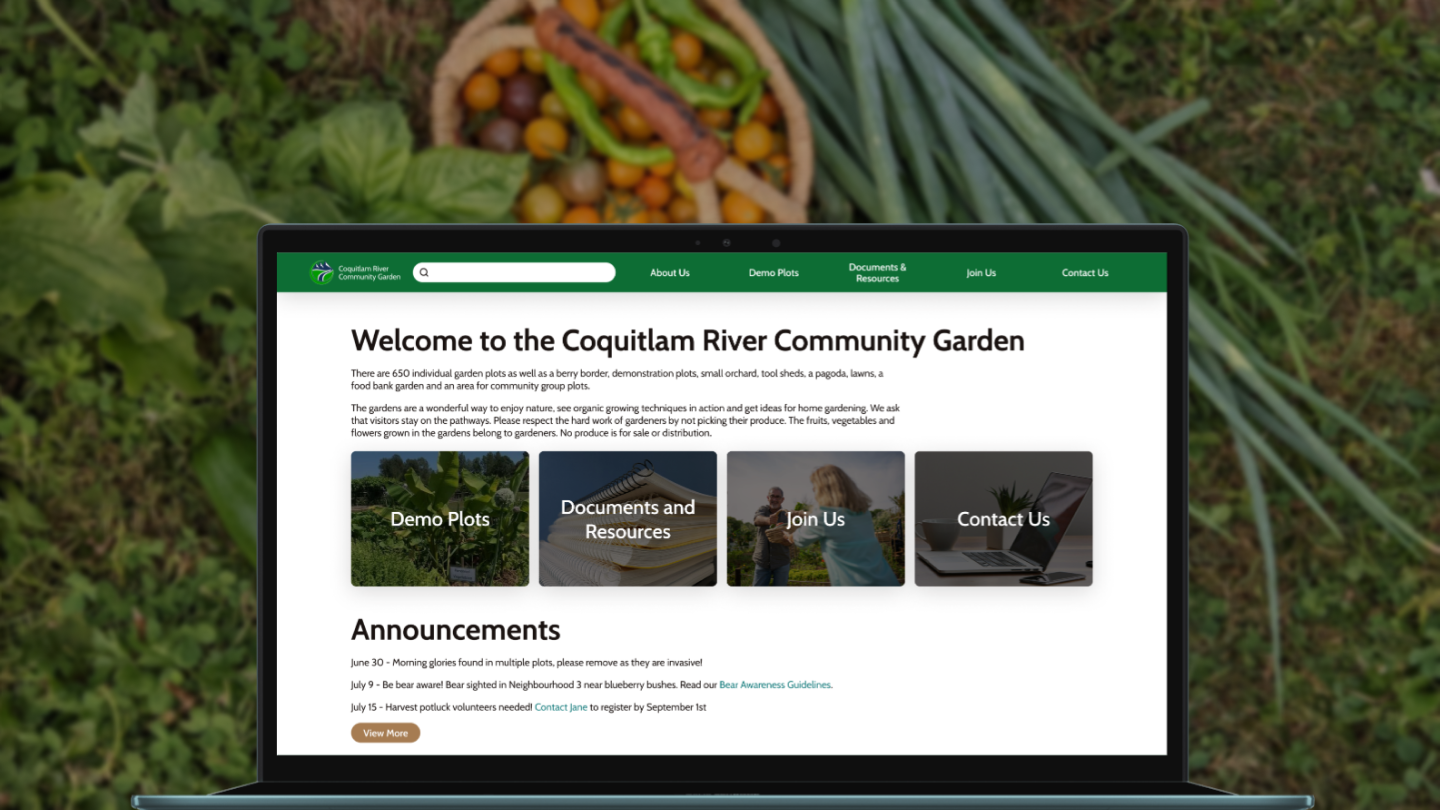 Coquitlam River
Community Garden
About Us
Demo Plots
Documents &
Resources
Join Us
Contact Us
Welcome to the Coquitlam River Community Garden
There are 650 individual garden plots as well as a berry border, demonstration plots, small orchard, tool sheds, a pagoda, lawns, a
food bank garden and an area for community group plots.
The gardens are a wonderful way to enjoy nature, see organic growing techniques in action and get ideas for home gardening. We ask
that visitors stay on the pathways. Please respect the hard work of gardeners by not picking their produce. The fruits, vegetables and
flowers grown in the gardens belong to gardeners. No produce is for sale or distribution.
Demo Plots
Documents and
Resources
Join Us
Contact Us
Announcements
June 30 - Morning glories found in multiple plots, please remove as they are invasive!
July 9 - Be bear aware! Bear sighted in Neighbourhood 3 near blueberry bushes. Read our Bear Awareness Guidelines.
July 15 - Harvest potluck volunteers needed! Contact Jane to register by September 1st
View More